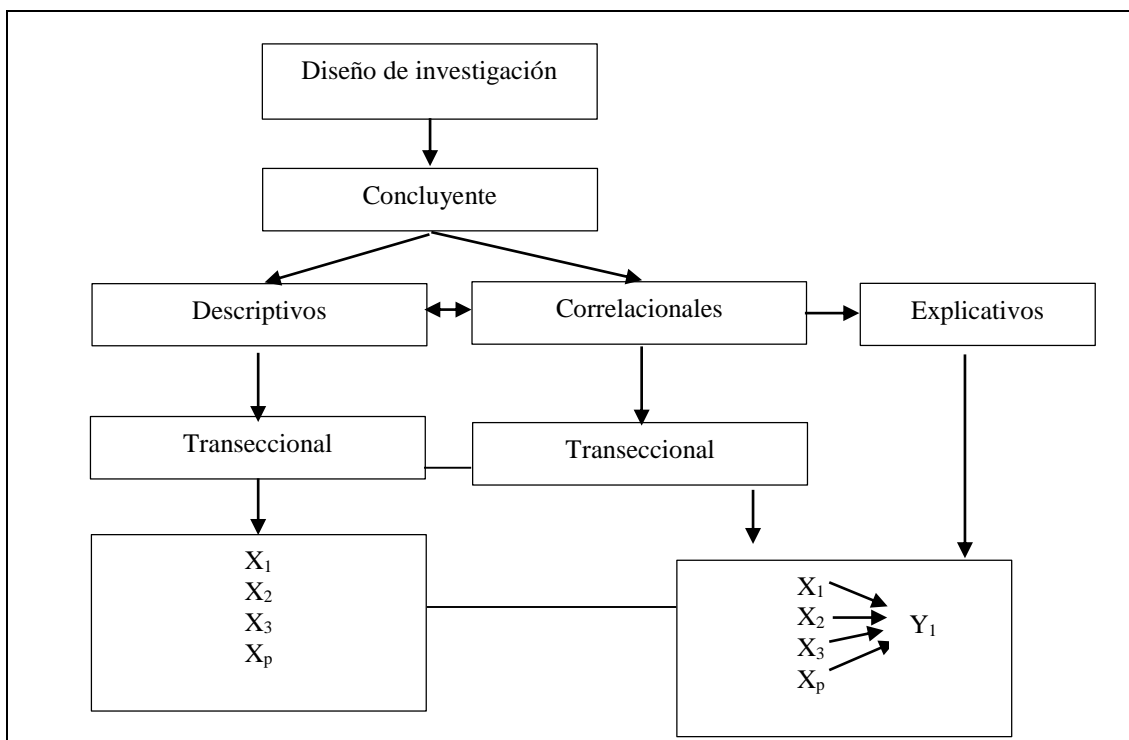 Diseño de investigación
Concluyente
Descriptivos
Correlacionales
Explicativos
Transeccional
Transeccional
X₁
X₂
X₃
Xₚ
X₁
X₂
X₃
Xₚ
Y₁